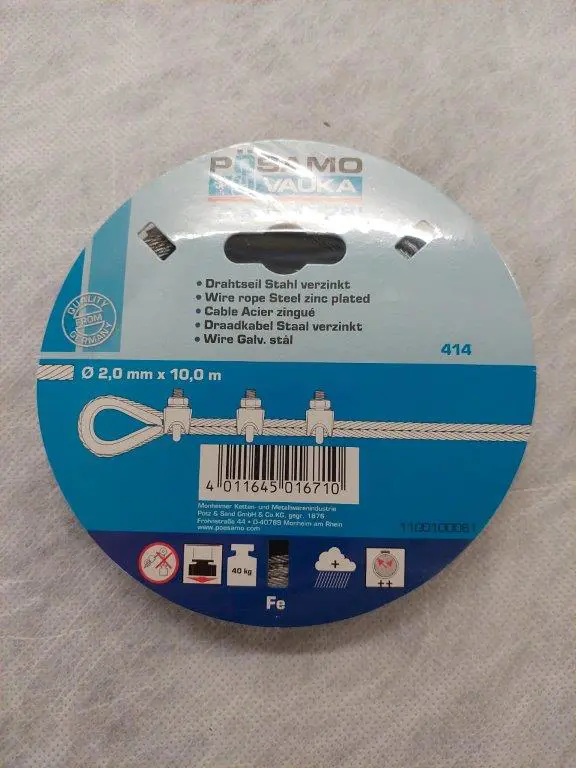 PÖSAMO
VAUKA
• Drahtseil Stahl verzinkt
• Wire rope Steel zinc plated
• Cable Acier zingué
• Draadkabel Staal verzinkt
• Wire Galv. stål
QUALITY
FROM
GERMANY
414
Ø 2,0 mm x 10,0 m
4 011645 016710
Monheimer Ketten- und Metallwarenindustrie
Pötz & Sand GmbH & Co KG, gegr. 1876
Frohnstraße 44 • D-40789 Monheim am Rhein
www.poesamo.com
1100100061
40 kg
+
++
Fe